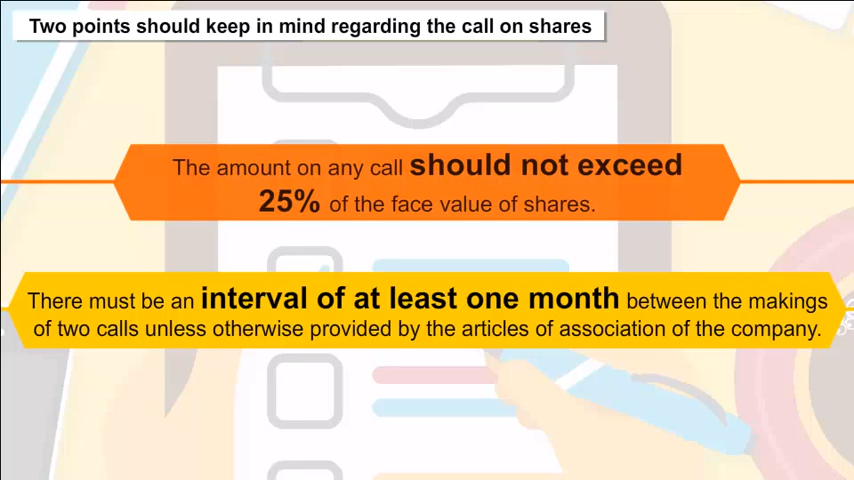 Two points should keep in mind regarding the call on shares
The amount on any call should not exceed
25% of the face value of shares.
There must be an interval of at least one month between the makings
of two calls unless otherwise provided by the articles of association of the company.